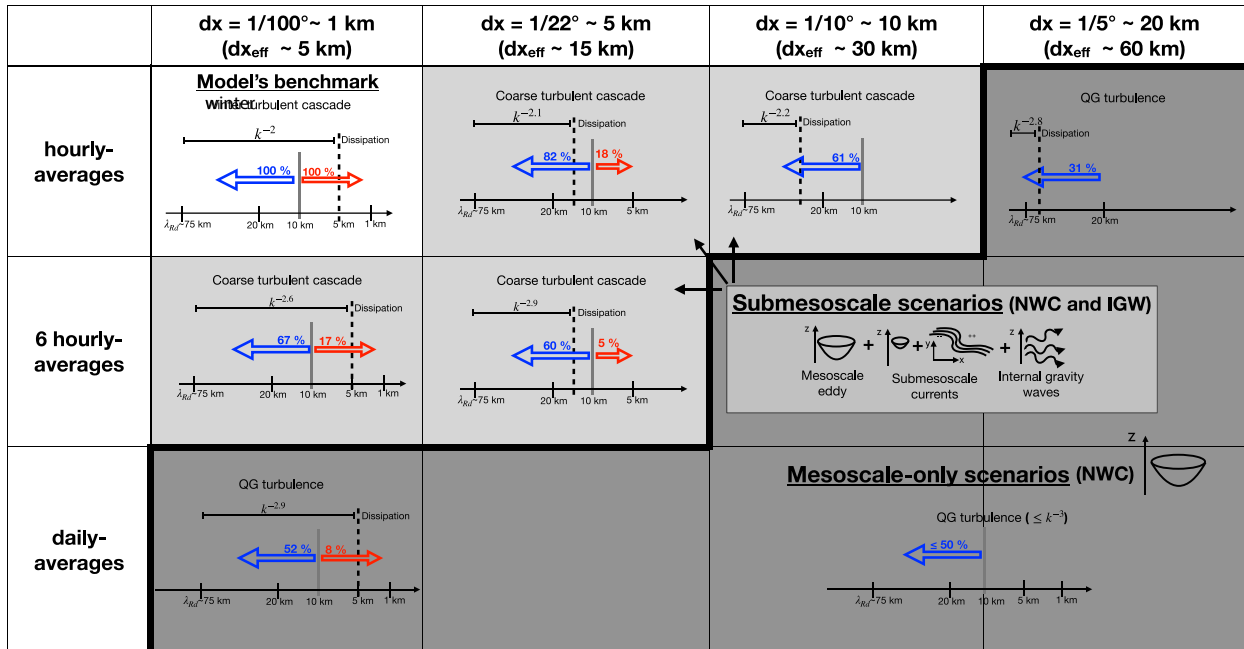 dx = 1/100°~ 1 km
(dxeff ~ 5 km)
dx = 1/22° ~ 5 km
(dxeff ~ 15 km)
dx = 1/10° ~ 10 km
(dxeff ~ 30 km)
dx = 1/5° ~ 20 km
(dxeff ~ 60 km)
hourly-
averages
Model's benchmark
winter turbulent cascade
k⁻²
Dissipation
100 %
100 %
λRd~75 km
20 km
10 km
5 km
1 km
Coarse turbulent cascade
k⁻²·¹
Dissipation
82 %
18 %
λRd~75 km
20 km
10 km
5 km
Coarse turbulent cascade
k⁻²·²
Dissipation
61 %
λRd~75 km
20 km
10 km
QG turbulence
k⁻²·⁸
Dissipation
31 %
λRd~75 km
20 km
6 hourly-
averages
Coarse turbulent cascade
k⁻²·⁶
Dissipation
67 %
17 %
λRd~75 km
20 km
10 km
5 km
1 km
Coarse turbulent cascade
k⁻²·⁹
Dissipation
60 %
5 %
λRd~75 km
20 km
10 km
5 km
Submesoscale scenarios (NWC and IGW)
z
+
z
+
y
x
++
+
z
Mesoscale
eddy
Submesoscale
currents
Internal gravity
waves
daily-
averages
QG turbulence
k⁻²·⁹
Dissipation
52 %
8 %
λRd~75 km
20 km
10 km
5 km
1 km
Mesoscale-only scenarios (NWC)
z
QG turbulence ( ≤ k⁻³)
≤ 50 %
λRd~75 km
20 km
10 km
5 km
1 km